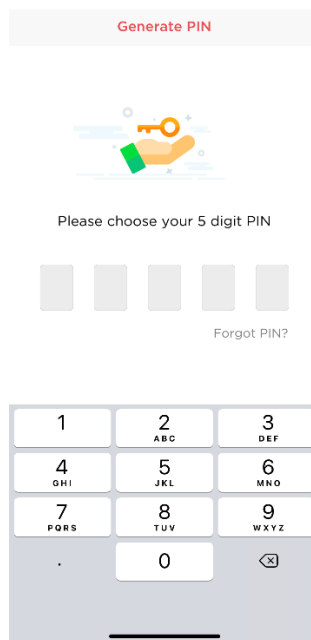 Generate PIN
Please choose your 5 digit PIN
Forgot PIN?
1 2 3
ABC DEF
4 5 6
GHI JKL MNO
7 8 9
PQRS TUV WXYZ
. 0